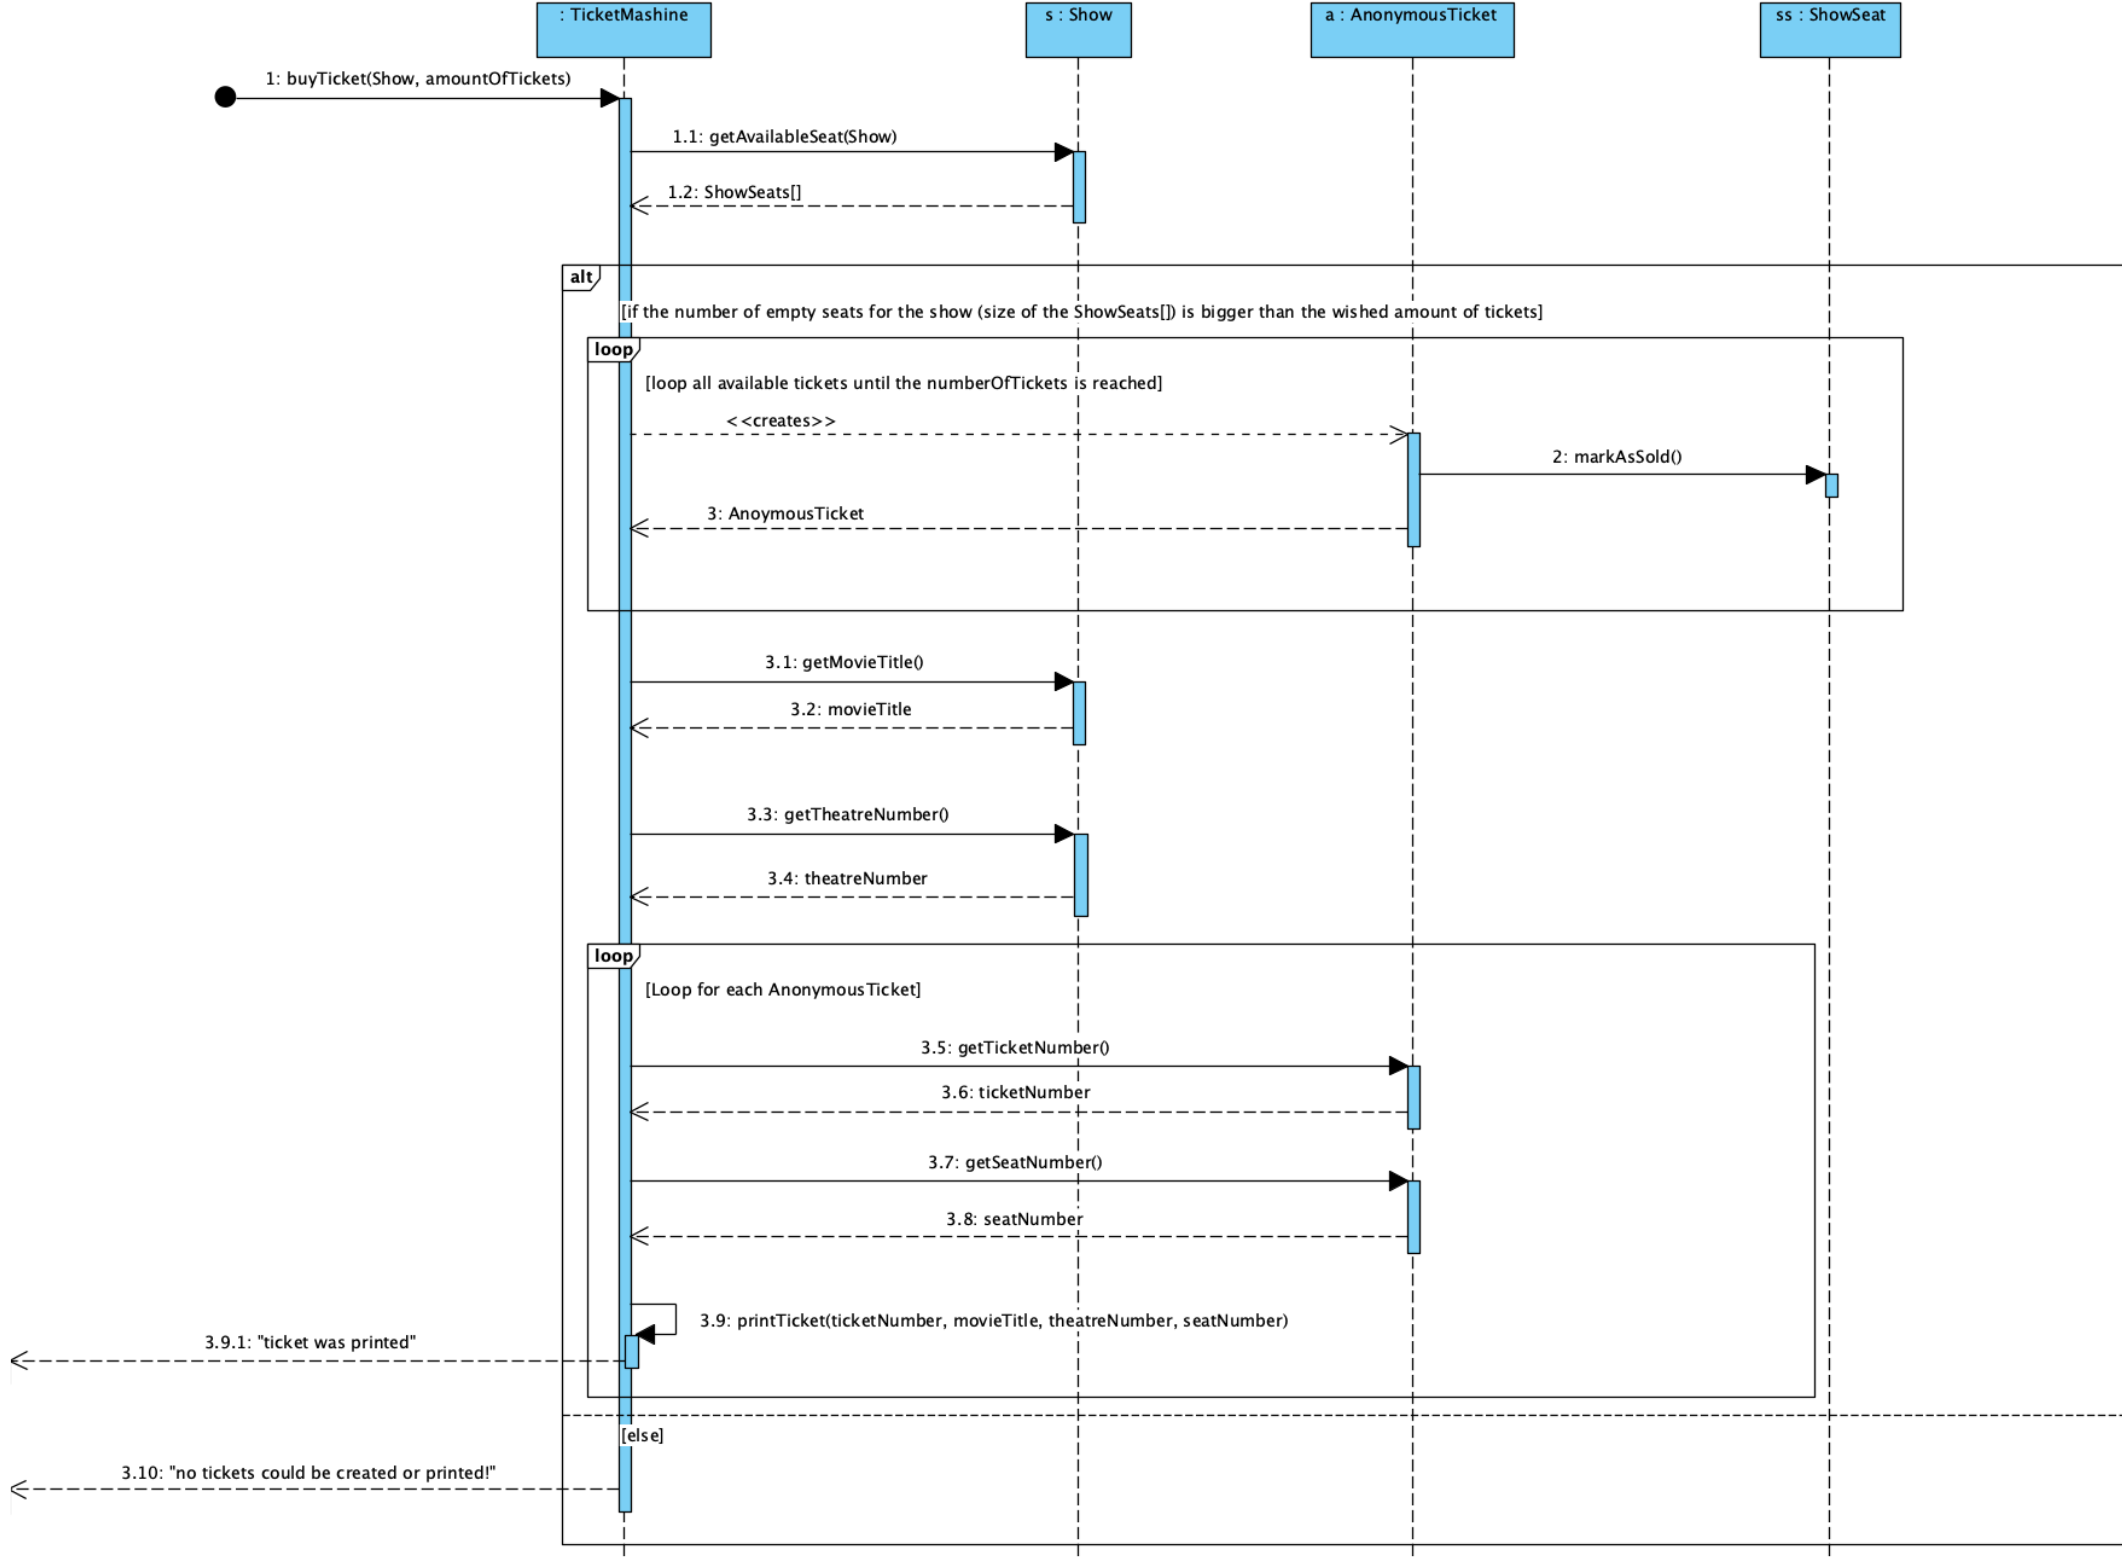 : TicketMashine
s : Show
a : AnonymousTicket
ss : ShowSeat
1: buyTicket(Show, amountOfTickets)
1.1: getAvailableSeat(Show)
1.2: ShowSeats[]
alt
[if the number of empty seats for the show (size of the ShowSeats[]) is bigger than the wished amount of tickets]
loop
[loop all available tickets until the numberOfTickets is reached]
<<creates>>
2: markAsSold()
3: AnoymousTicket
3.1: getMovieTitle()
3.2: movieTitle
3.3: getTheatreNumber()
3.4: theatreNumber
loop
[Loop for each AnonymousTicket]
3.5: getTicketNumber()
3.6: ticketNumber
3.7: getSeatNumber()
3.8: seatNumber
3.9: printTicket(ticketNumber, movieTitle, theatreNumber, seatNumber)
3.9.1: "ticket was printed"
[else]
3.10: "no tickets could be created or printed!"